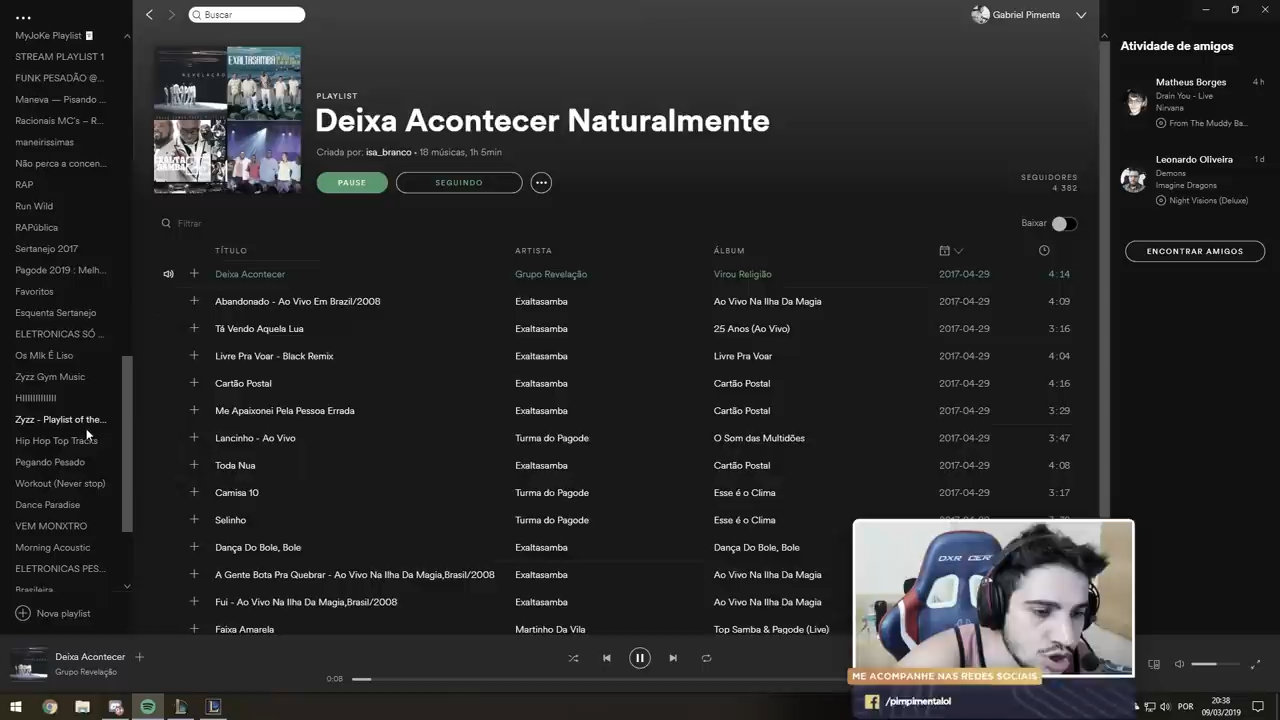 Buscar
Gabriel Pimenta
MyJoKe Playlist
STREAM PLAYLIST 1
FUNK PESADÃO @...
Maneva — Pisando ...
Racionais MC's – R...
maneirissimas
Não perca a concen...
RAP
Run Wild
RAPública
Sertanejo 2017
Pagode 2019 : Melh...
Favoritos
Esquenta Sertanejo
ELETRONICAS SÓ ...
Os Mlk É Liso
Zyzz Gym Music
Zyzz - Playlist of the...
Hip Hop Top Tracks
Pegando Pesado
Workout (Never stop)
Dance Paradise
VEM MONXTRO
Morning Acoustic
ELETRONICAS PES...
Brasileira
Nova playlist
REVELAÇÃO
EXALTASAMBA
PLAYLIST
Deixa Acontecer Naturalmente
Criada por: isa_branco • 18 músicas, 1h 5min
PAUSE
SEGUINDO
SEGUIDORES
4 382
Filtrar
Baixar
TÍTULO ARTISTA ÁLBUM
Deixa Acontecer Grupo Revelação Virou Religião 2017-04-29 4:14
Abandonado - Ao Vivo Em Brazil/2008 Exaltasamba Ao Vivo Na Ilha Da Magia 2017-04-29 4:09
Tá Vendo Aquela Lua Exaltasamba 25 Anos (Ao Vivo) 2017-04-29 3:16
Livre Pra Voar - Black Remix Exaltasamba Livre Pra Voar 2017-04-29 4:04
Cartão Postal Exaltasamba Cartão Postal 2017-04-29 4:16
Me Apaixonei Pela Pessoa Errada Exaltasamba Cartão Postal 2017-04-29 3:29
Lancinho - Ao Vivo Turma do Pagode O Som das Multidões 2017-04-29 3:47
Toda Nua Exaltasamba Cartão Postal 2017-04-29 4:08
Camisa 10 Turma do Pagode Esse é o Clima 2017-04-29 3:17
Selinho Turma do Pagode Esse é o Clima
Dança Do Bole, Bole Exaltasamba Dança Do Bole, Bole
A Gente Bota Pra Quebrar - Ao Vivo Na Ilha Da Magia,Brasil/2008 Exaltasamba Ao Vivo Na Ilha Da Magia
Fui - Ao Vivo Na Ilha Da Magia,Brasil/2008 Exaltasamba Ao Vivo Na Ilha Da Magia
Faixa Amarela Martinho Da Vila Top Samba & Pagode (Live)
Atividade de amigos
Matheus Borges 4 h
Drain You - Live
Nirvana
From The Muddy Ba...
Leonardo Oliveira 1 d
Demons
Imagine Dragons
Night Visions (Deluxe)
ENCONTRAR AMIGOS
Deixa Acontecer
Grupo Revelação
0:08
ME ACOMPANHE NAS REDES SOCIAIS
/pimpimentalol
POR
20:38
09/03/2019